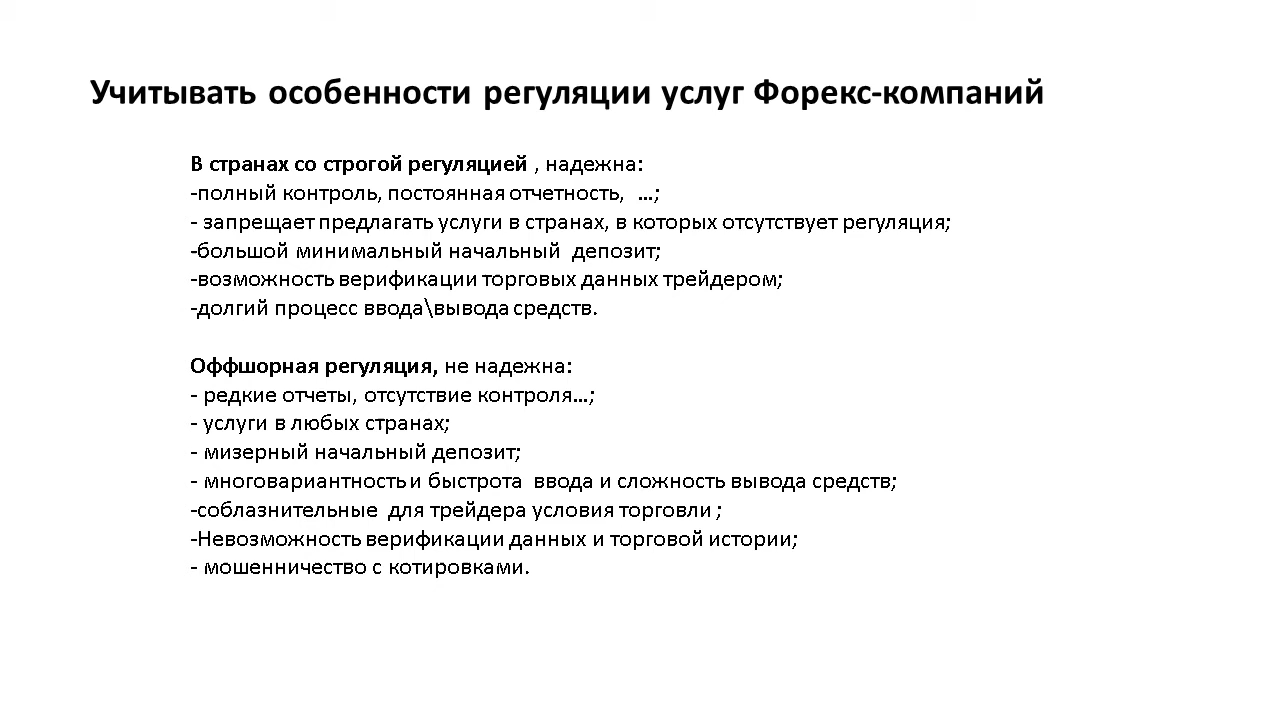 Учитывать особенности регуляции услуг Форекс-компаний
В странах со строгой регуляцией , надежна:
-полный контроль, постоянная отчетность,  …;
- запрещает предлагать услуги в странах, в которых отсутствует регуляция;
-большой минимальный начальный  депозит;
-возможность верификации торговых данных трейдером;
-долгий процесс ввода\вывода средств.
Оффшорная регуляция, не надежна:
- редкие отчеты, отсутствие контроля…;
- услуги в любых странах;
- мизерный начальный депозит;
- многовариантность и быстрота  ввода и сложность вывода средств;
-соблазнительные  для трейдера условия торговли ;
-Невозможность верификации данных и торговой истории;
- мошенничество с котировками.